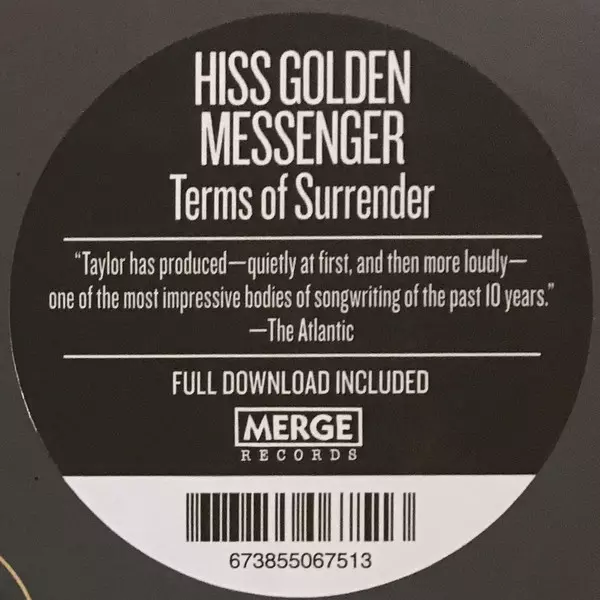 HISS GOLDEN
MESSENGER
Terms of Surrender
“Taylor has produced—quietly at first, and then more loudly—
one of the most impressive bodies of songwriting of the past 10 years.”
—The Atlantic
FULL DOWNLOAD INCLUDED
MERGE
RECORDS
673855067513